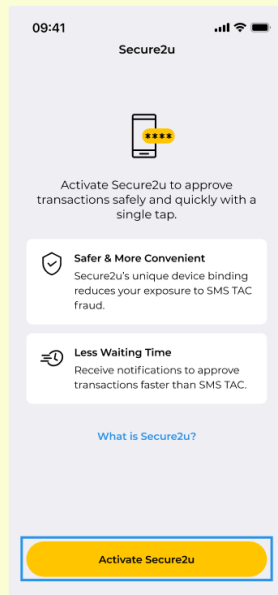 09:41
Secure2u
****
Activate Secure2u to approve
transactions safely and quickly with a
single tap.
Safer & More Convenient
Secure2u's unique device binding
reduces your exposure to SMS TAC
fraud.
Less Waiting Time
Receive notifications to approve
transactions faster than SMS TAC.
What is Secure2u?
Activate Secure2u